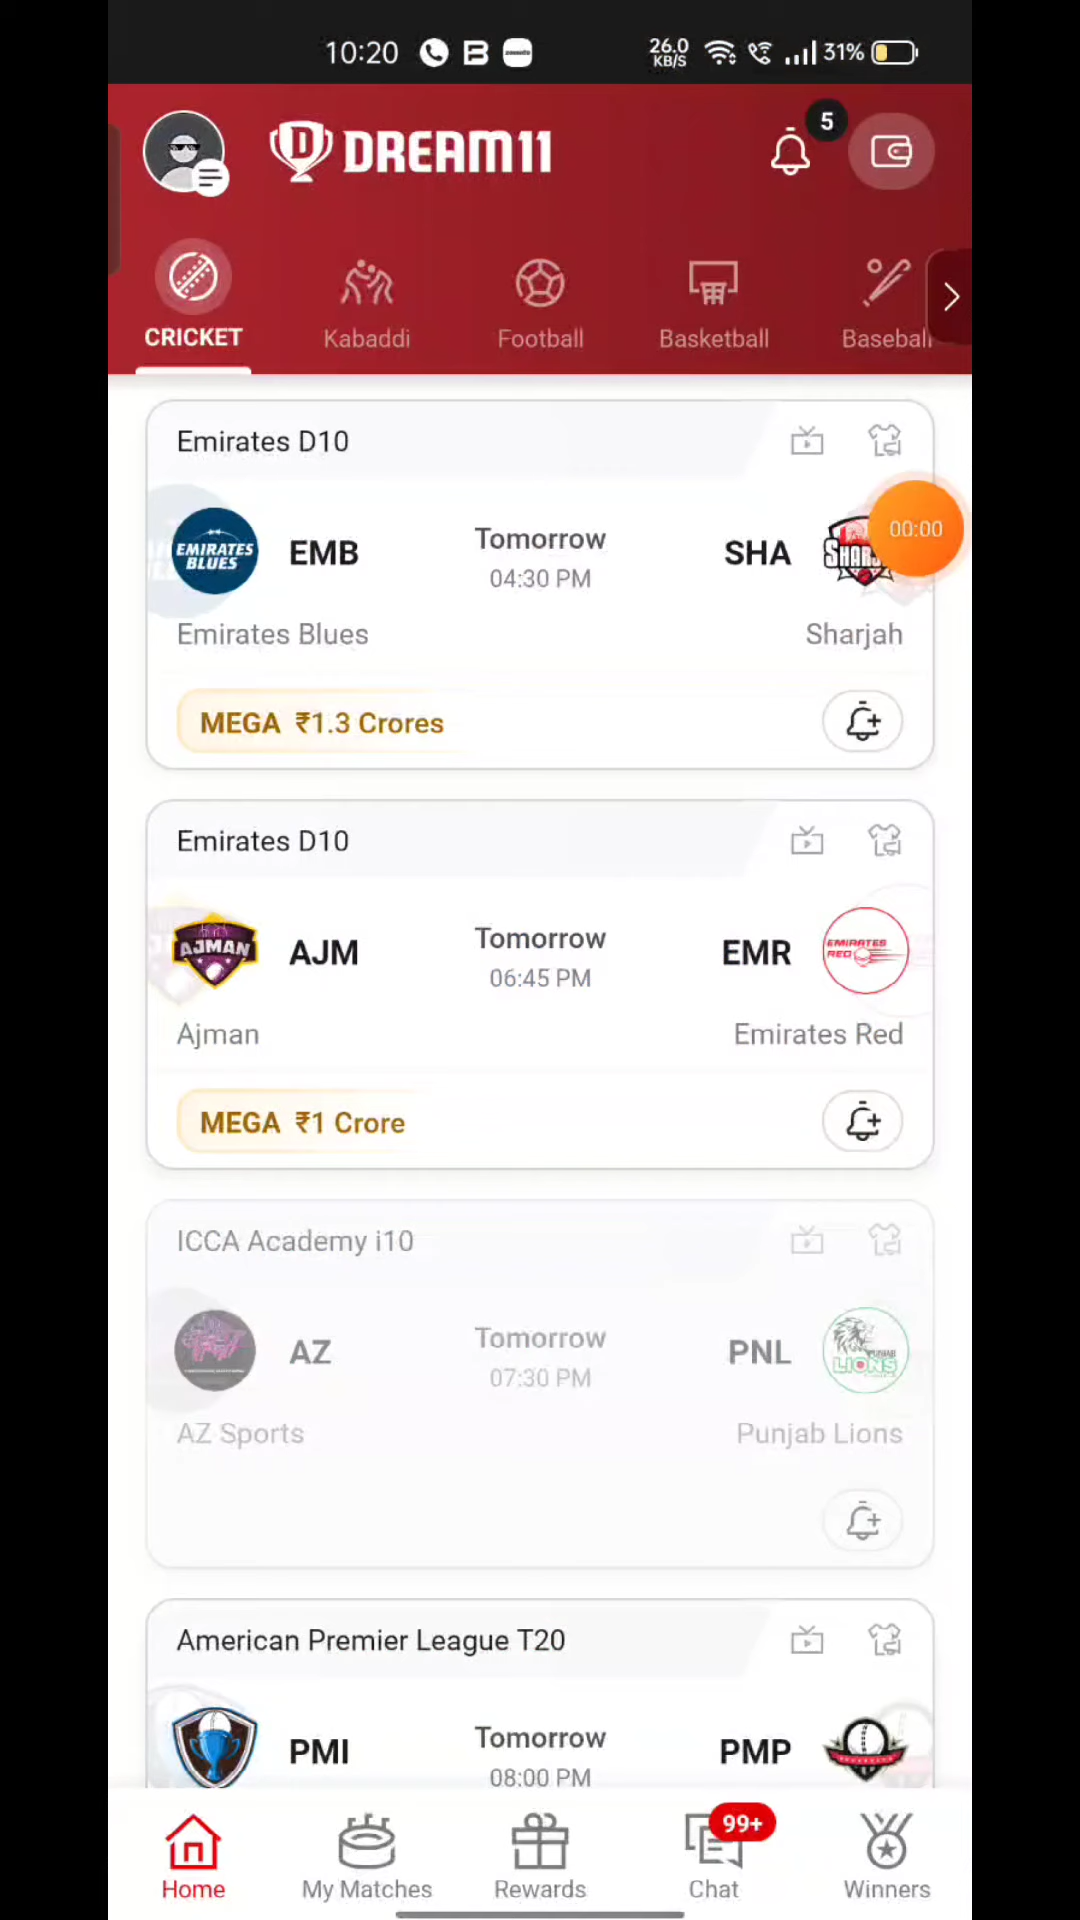 10:20
26.0
KB/S
31%
5
DREAM11
CRICKET
Kabaddi
Football
Basketball
Baseball
Emirates D10
EMIRATES
BLUES
EMB
Tomorrow
04:30 PM
SHA
00:00
Emirates Blues
Sharjah
MEGA ₹1.3 Crores
Emirates D10
AJMAN
AJM
Tomorrow
06:45 PM
EMR
EMIRATES
RED
Ajman
Emirates Red
MEGA ₹1 Crore
ICCA Academy i10
AZ
Tomorrow
07:30 PM
PNL
PUNJAB
LIONS
AZ Sports
Punjab Lions
American Premier League T20
PMI
Tomorrow
08:00 PM
PMP
99+
Home
My Matches
Rewards
Chat
Winners